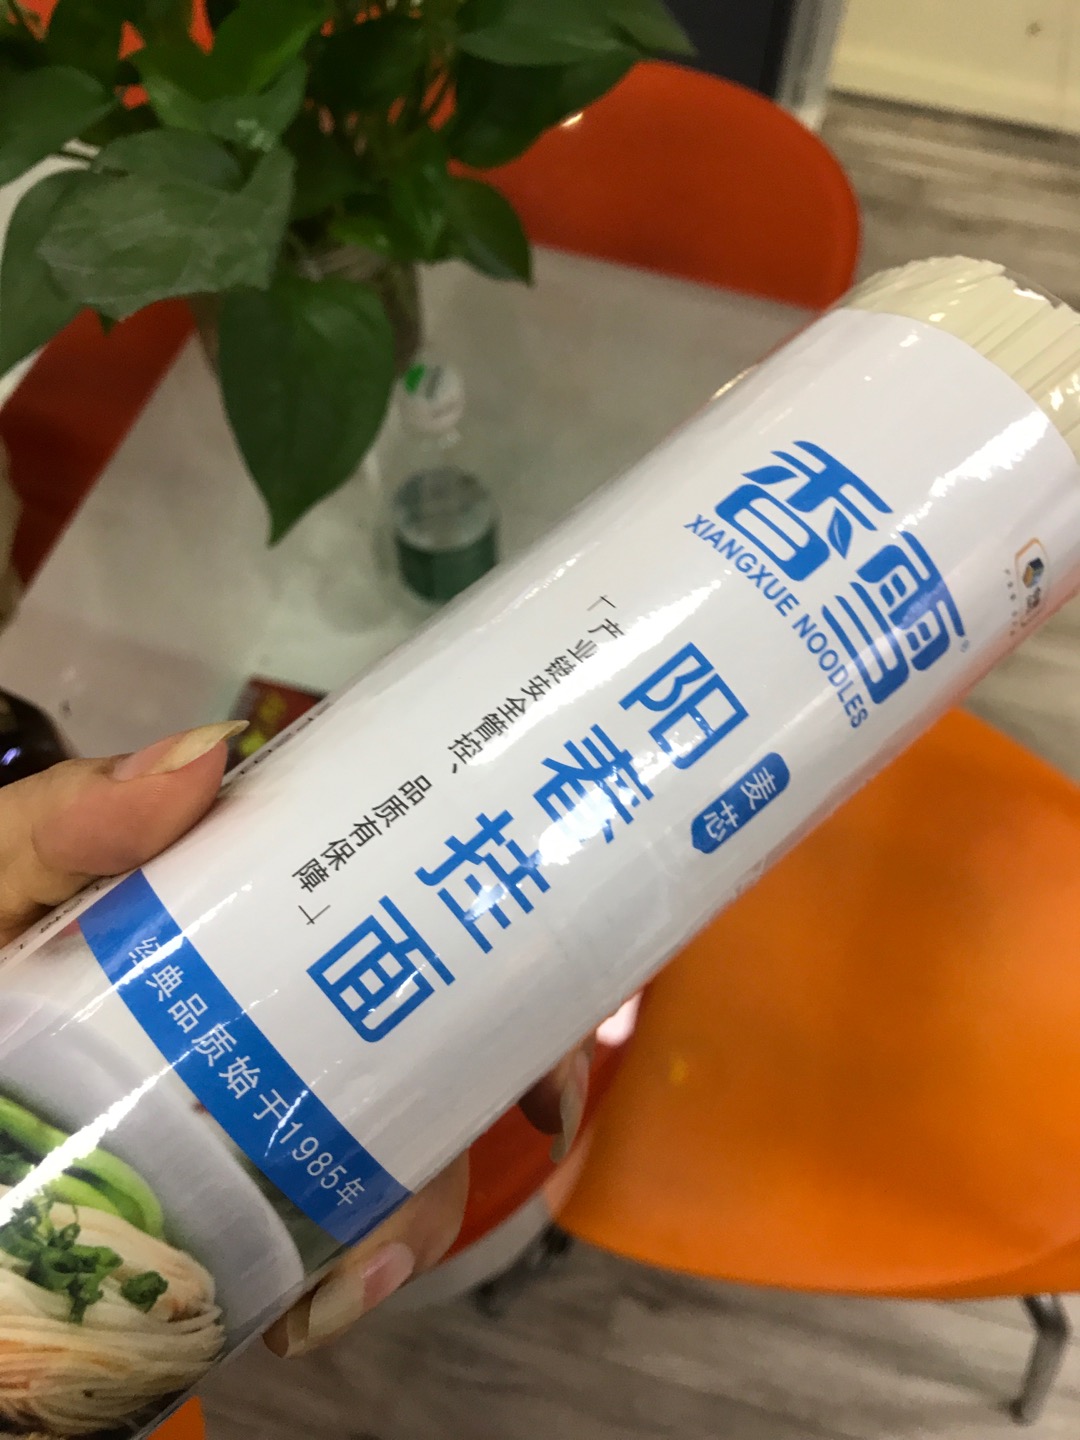 香雪®
XIANGXUE NOODLES
麦芯
阳春挂面
「产业链安全管控、品质有保障」
经典品质始于1985年